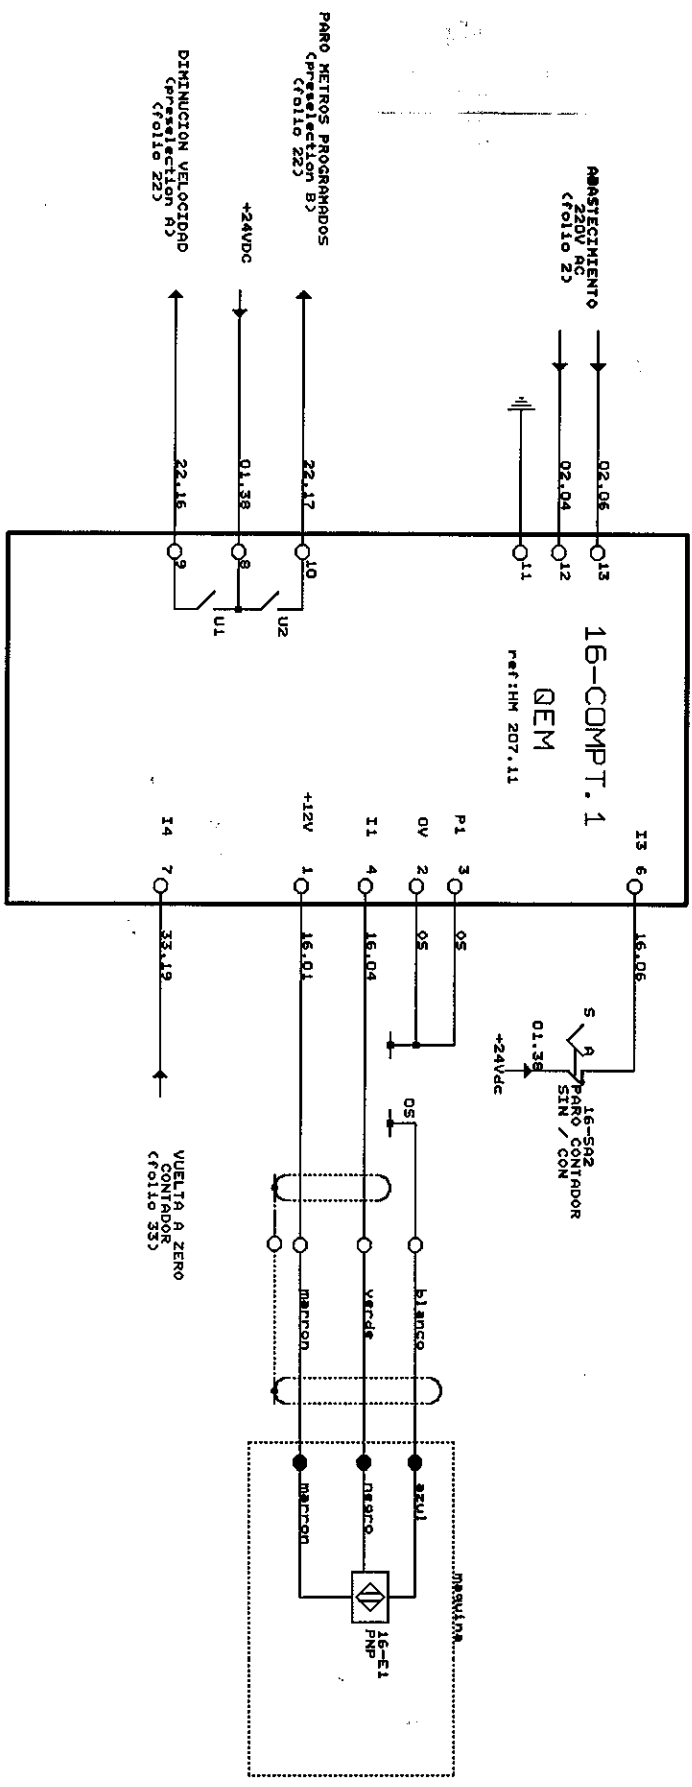 ABASTECIMIENTO
220V AC
(folio 2)
PARO METROS PROGRAMADOS
(preselection B)
(folio 22)
+24VDC
DIMINUCION VELOCIDAD
(preselection A)
(folio 22)
02.06
02.04
22.17
01.38
22.16
13
12
11
10
8
9
U2
U1
16-COMPT.1
QEM
ref:HM 207.11
I3 6
P1 3
0V 2
I1 4
+12V 1
I4 7
16.06
0S
0S
16.04
16.01
33.19
S A
01.38
+24Vdc
16-SA2
PARO CONTADOR
SIN / CON
0S
VUELTA A ZERO
CONTADOR
(folio 33)
blanco
verde
marron
azul
negro
marron
maquina
16-E1
PNP